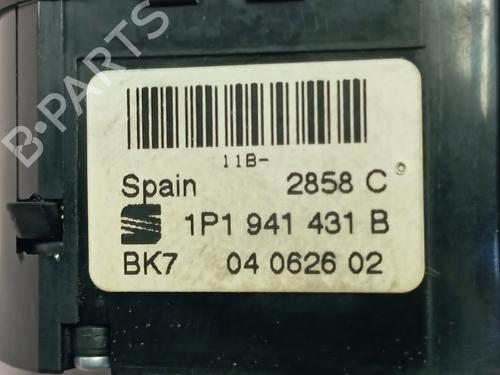 B-PARTS
11B-
Spain 2858 C
1P1 941 431 B
BK7 04 0626 02